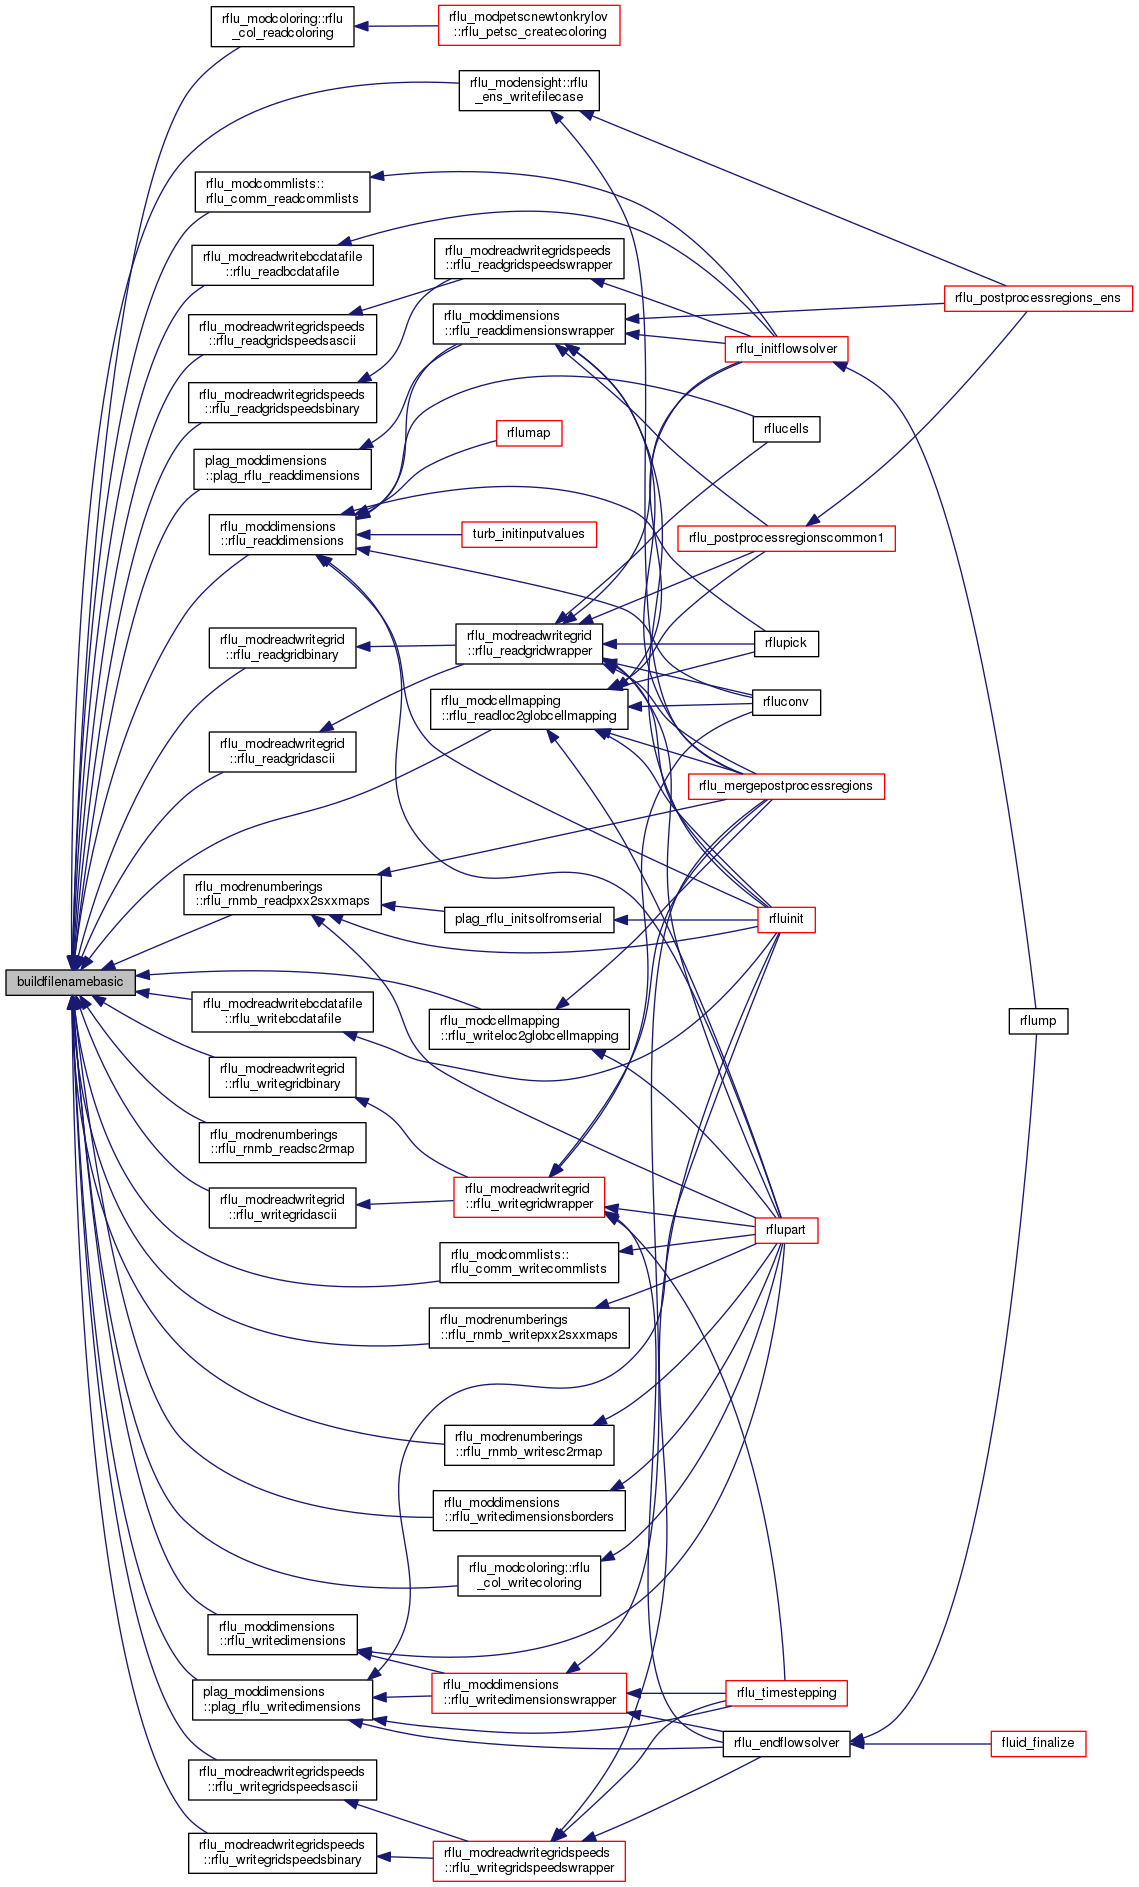 rflu_modcoloring::rflu
_col_readcoloring
rflu_modpetscnewtonkrylov
::rflu_petsc_createcoloring
rflu_modensight::rflu
_ens_writefilecase
rflu_modcommlists::
rflu_comm_readcommlists
rflu_modreadwritebcdatafile
::rflu_readbcdatafile
rflu_modreadwritegridspeeds
::rflu_readgridspeedswrapper
rflu_postprocessregions_ens
rflu_modreadwritegridspeeds
::rflu_readgridspeedsascii
rflu_moddimensions
::rflu_readdimensionswrapper
rflu_initflowsolver
rflu_modreadwritegridspeeds
::rflu_readgridspeedsbinary
rflucells
rflumap
plag_moddimensions
::plag_rflu_readdimensions
rflu_moddimensions
::rflu_readdimensions
turb_initinputvalues
rflu_postprocessregionscommon1
rflu_modreadwritegrid
::rflu_readgridbinary
rflu_modreadwritegrid
::rflu_readgridwrapper
rflupick
rflu_modcellmapping
::rflu_readloc2globcellmapping
rfluconv
rflu_modreadwritegrid
::rflu_readgridascii
rflu_mergepostprocessregions
rflu_modrenumberings
::rflu_rnmb_readpxx2sxxmaps
plag_rflu_initsolfromserial
rfluinit
buildfilenamebasic
rflu_modreadwritebcdatafile
::rflu_writebcdatafile
rflu_modcellmapping
::rflu_writeloc2globcellmapping
rflump
rflu_modreadwritegrid
::rflu_writegridbinary
rflu_modrenumberings
::rflu_rnmb_readsc2rmap
rflu_modreadwritegrid
::rflu_writegridascii
rflu_modreadwritegrid
::rflu_writegridwrapper
rflupart
rflu_modcommlists::
rflu_comm_writecommlists
rflu_modrenumberings
::rflu_rnmb_writepxx2sxxmaps
rflu_modrenumberings
::rflu_rnmb_writesc2rmap
rflu_moddimensions
::rflu_writedimensionsborders
rflu_modcoloring::rflu
_col_writecoloring
rflu_moddimensions
::rflu_writedimensions
plag_moddimensions
::plag_rflu_writedimensions
rflu_moddimensions
::rflu_writedimensionswrapper
rflu_timestepping
rflu_endflowsolver
fluid_finalize
rflu_modreadwritegridspeeds
::rflu_writegridspeedsascii
rflu_modreadwritegridspeeds
::rflu_writegridspeedsbinary
rflu_modreadwritegridspeeds
::rflu_writegridspeedswrapper